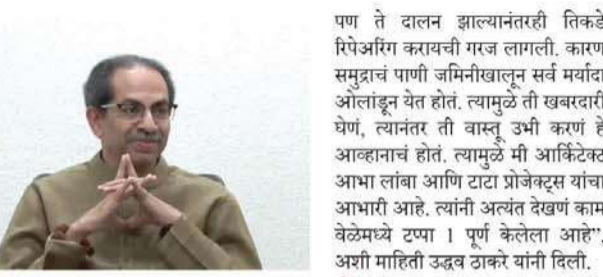 पण ते दालन झाल्यानंतरही तिकडे
रिपेअरिंग करायची गरज लागली. कारण
समुद्राचं पाणी जमिनीखालून सर्व मर्यादा
ओलांडून येत होतं. त्यामुळे ती खबरदारी
घेणं, त्यानंतर ती वास्तू उभी करणं हे
आव्हानाचं होतं. त्यामुळे मी आर्किटेक्ट
आभा लांबा आणि टाटा प्रोजेक्ट्स यांचा
आभारी आहे. त्यांनी अत्यंत देखणं काम
वेळेमध्ये टप्पा 1 पूर्ण केलेला आहे”,
अशी माहिती उद्धव ठाकरे यांनी दिली.